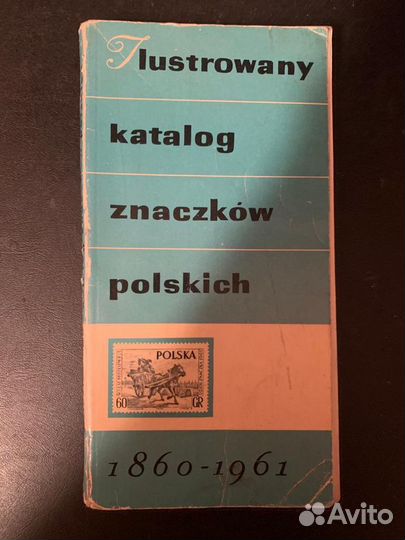 Ilustrowany
katalog
znaczków
polskich
POLSKA
60 GR
1860-1961
Avito